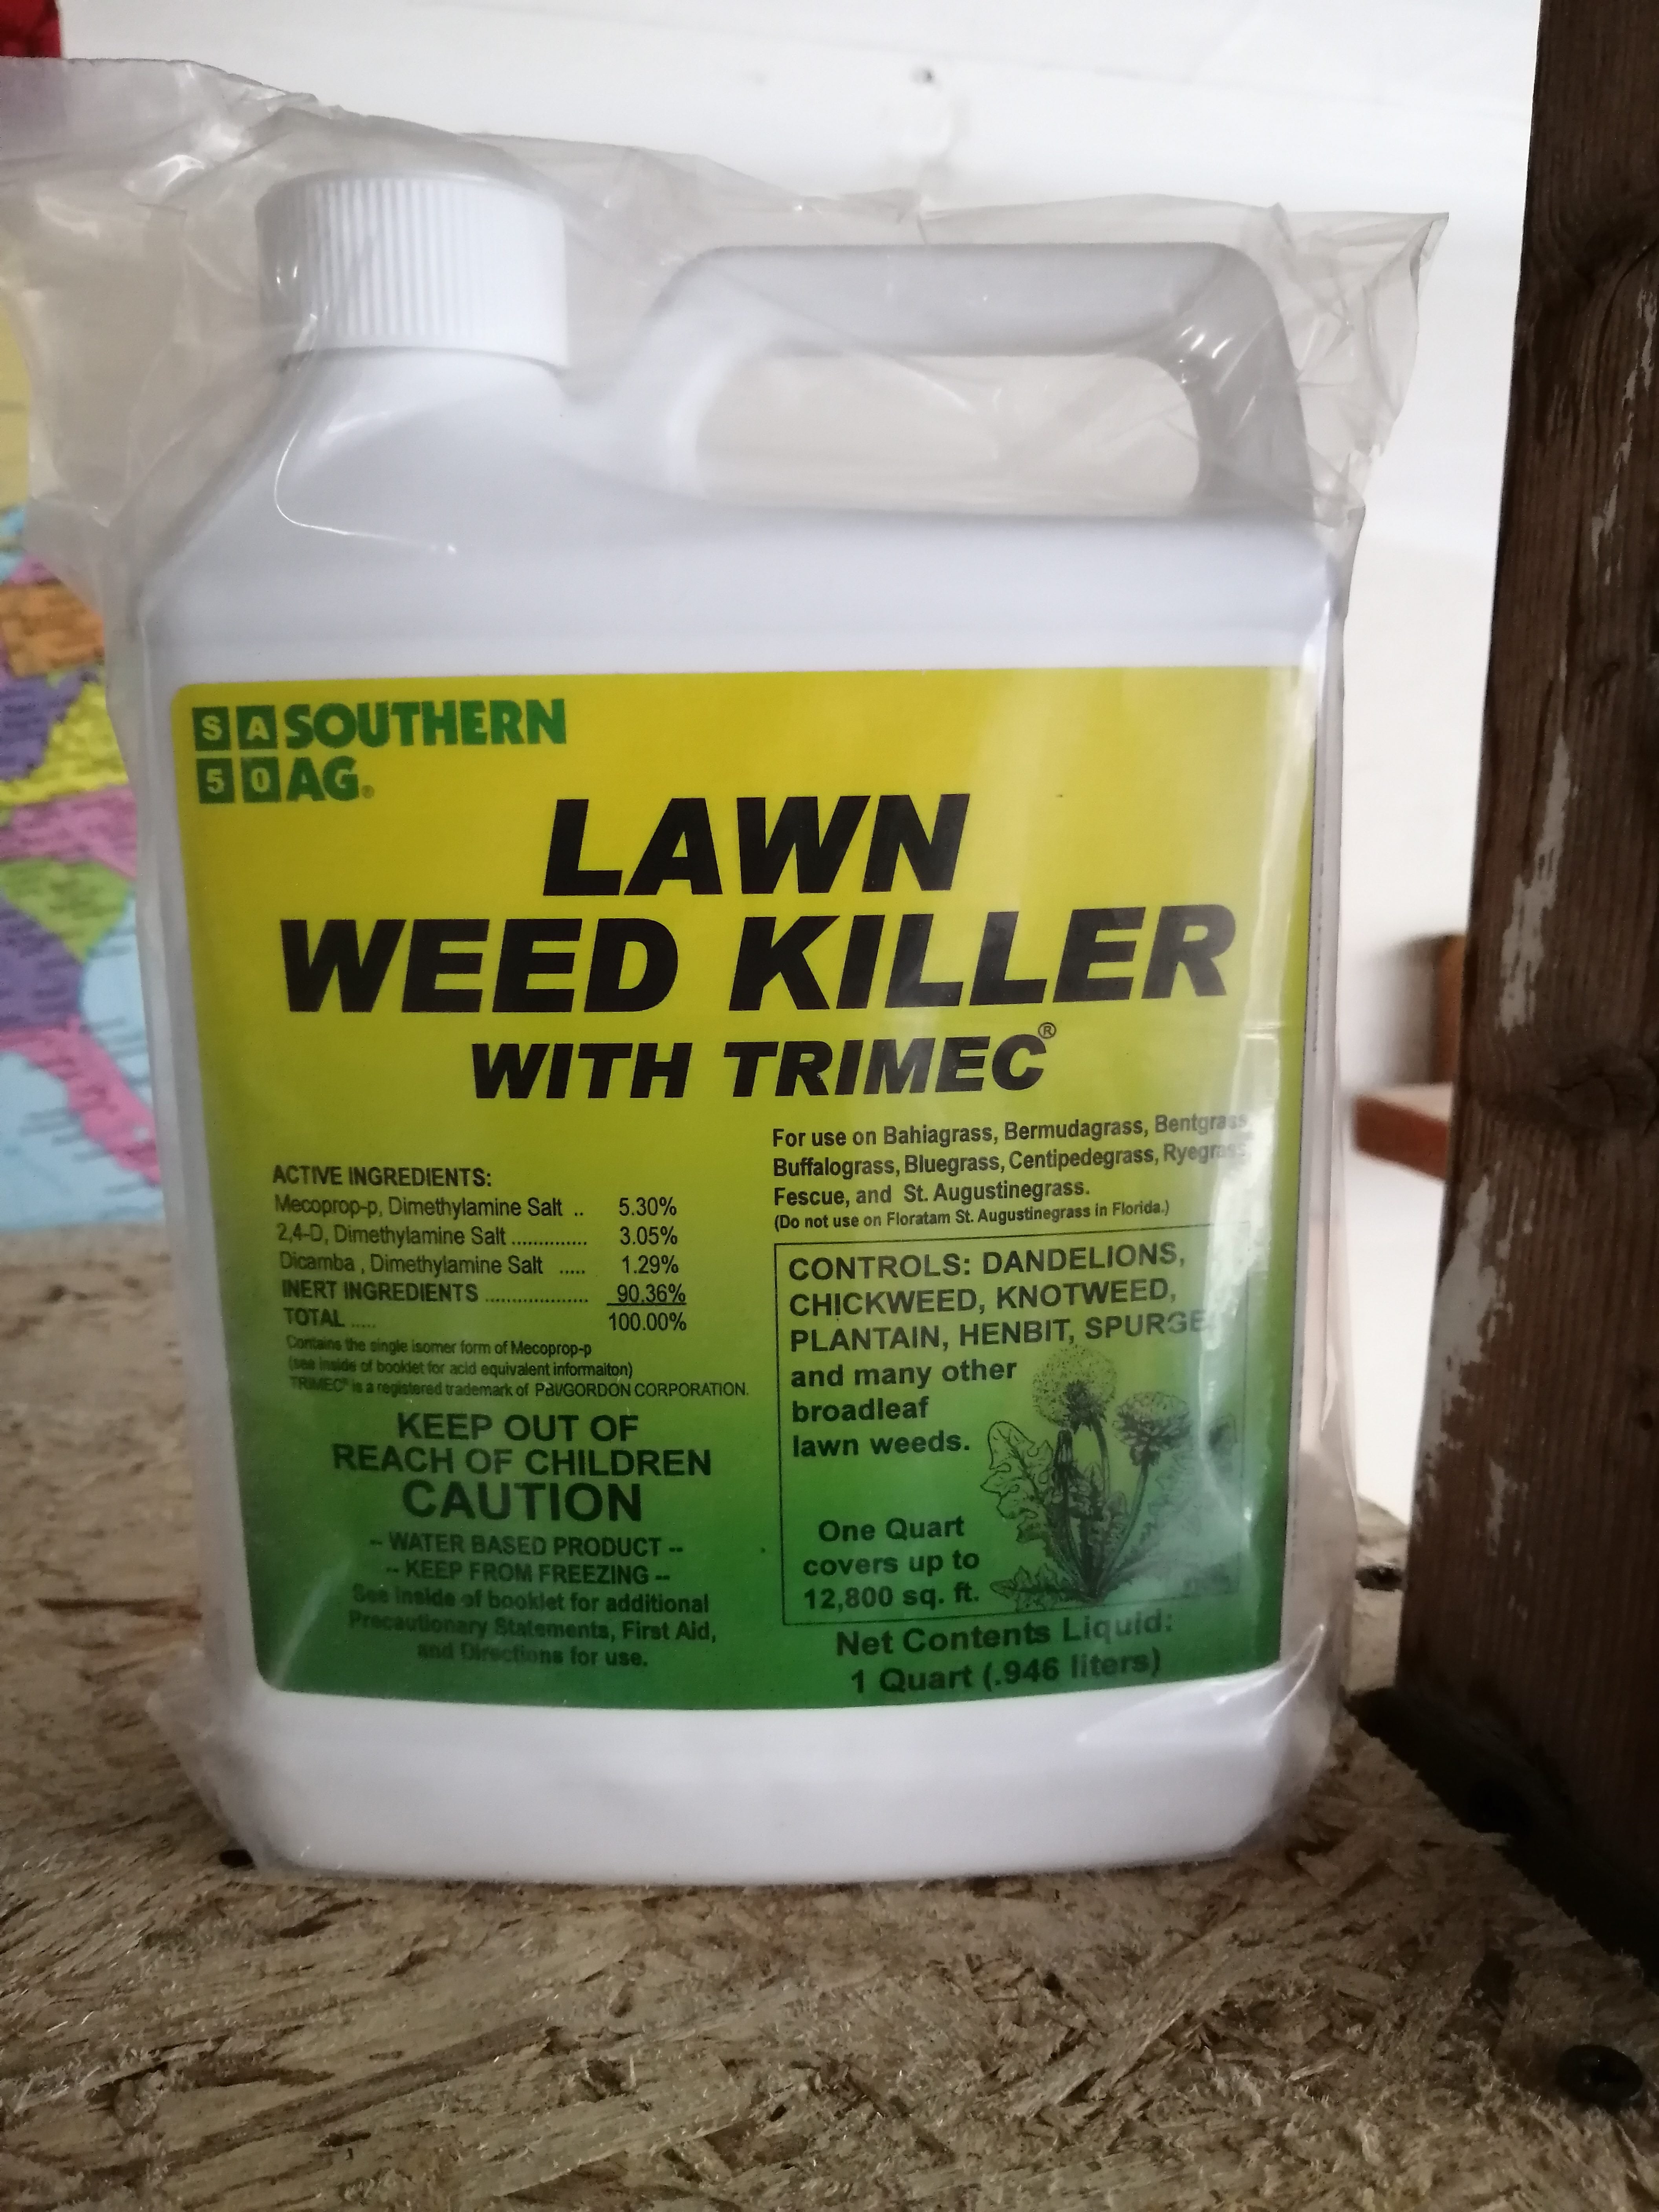 SA SOUTHERN
50 AG®
LAWN
WEED KILLER
WITH TRIMEC®
ACTIVE INGREDIENTS:
Mecoprop-p, Dimethylamine Salt .. 5.30%
2,4-D, Dimethylamine Salt .............. 3.05%
Dicamba , Dimethylamine Salt ..... 1.29%
INERT INGREDIENTS ................... 90.36%
TOTAL ..... 100.00%
Contains the single isomer form of Mecoprop-p
(see inside of booklet for acid equivalent informaiton)
TRIMEC® is a registered trademark of PBI/GORDON CORPORATION.
KEEP OUT OF
REACH OF CHILDREN
CAUTION
-- WATER BASED PRODUCT --
-- KEEP FROM FREEZING --
See inside of booklet for additional
Precautionary Statements, First Aid,
and Directions for use.
For use on Bahiagrass, Bermudagrass, Bentgrass
Buffalograss, Bluegrass, Centipedegrass, Ryegrass
Fescue, and St. Augustinegrass.
(Do not use on Floratam St. Augustinegrass in Florida.)
CONTROLS: DANDELIONS,
CHICKWEED, KNOTWEED,
PLANTAIN, HENBIT, SPURGE
and many other
broadleaf
lawn weeds.
One Quart
covers up to
12,800 sq. ft.
Net Contents Liquid:
1 Quart (.946 liters)